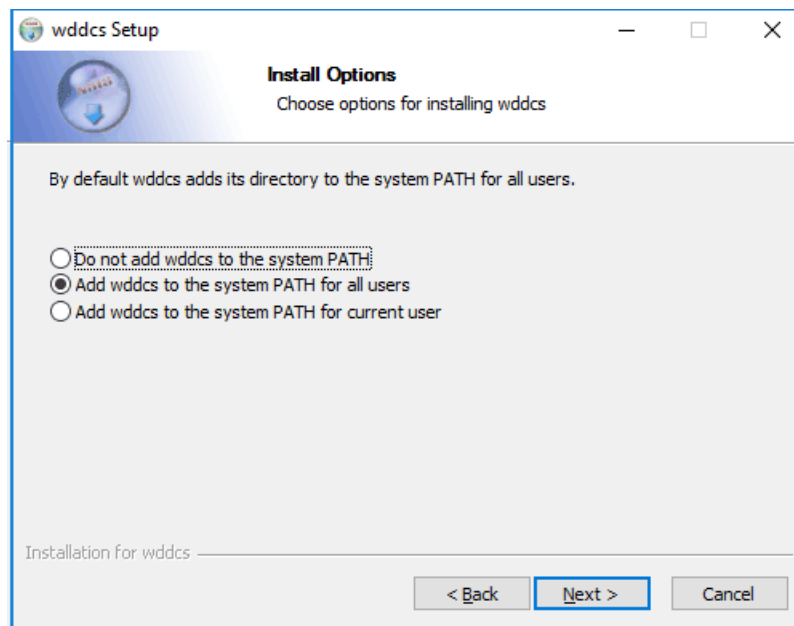 wddcs Setup
Install Options
Choose options for installing wddcs
By default wddcs adds its directory to the system PATH for all users.
Do not add wddcs to the system PATH
Add wddcs to the system PATH for all users
Add wddcs to the system PATH for current user
Installation for wddcs
< Back
Next >
Cancel